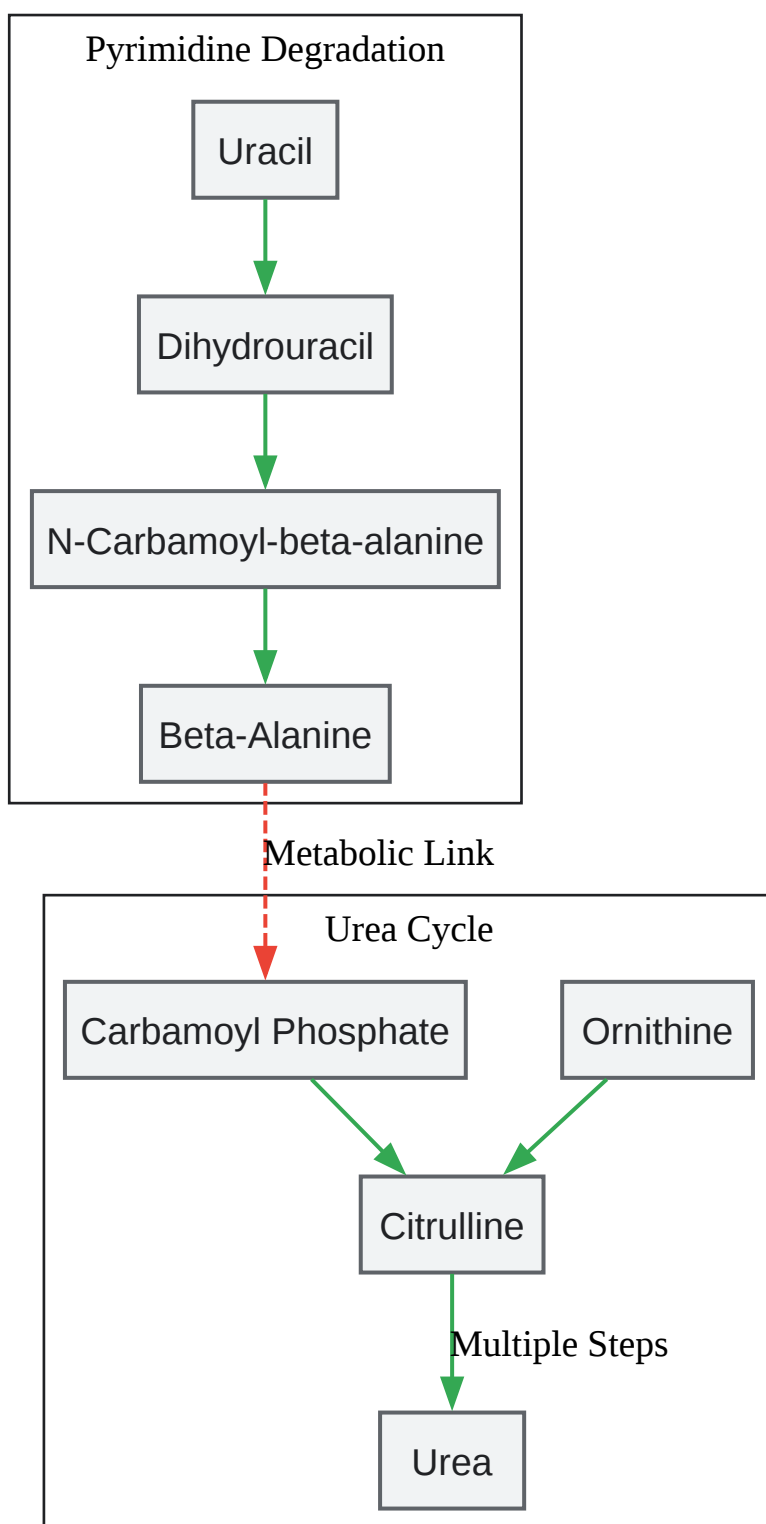 Pyrimidine Degradation
Uracil
Dihydrouracil
N-Carbamoyl-beta-alanine
Beta-Alanine
Metabolic Link
Urea Cycle
Carbamoyl Phosphate
Ornithine
Citrulline
Multiple Steps
Urea